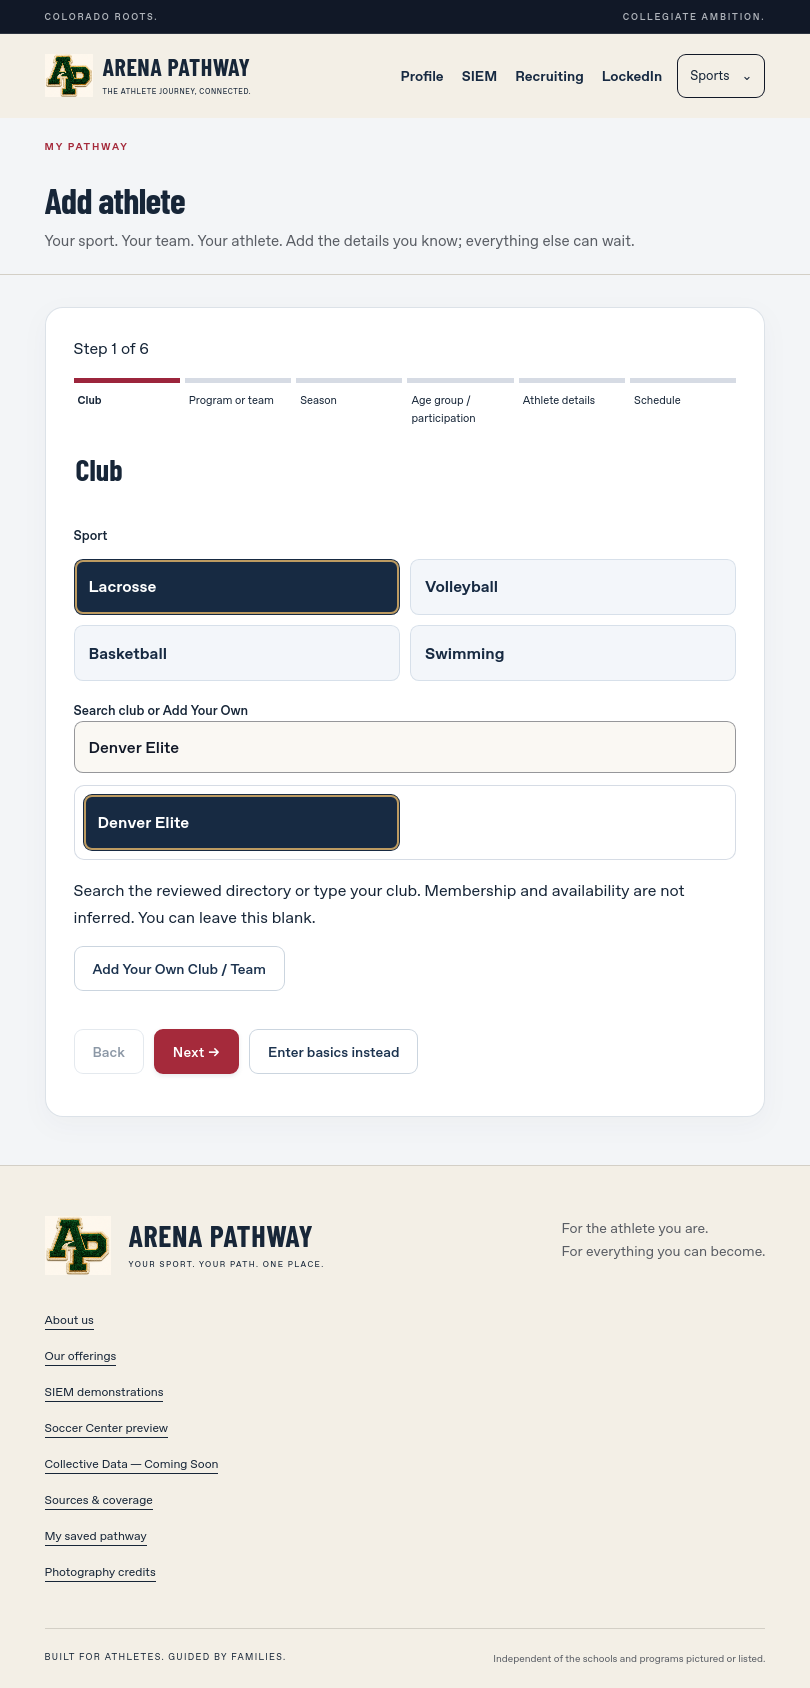 COLORADO ROOTS.
COLLEGIATE AMBITION.
AP
ARENA PATHWAY
THE ATHLETE JOURNEY, CONNECTED.
Profile
SIEM
Recruiting
LockedIn
Sports
MY PATHWAY
Add athlete
Your sport. Your team. Your athlete. Add the details you know; everything else can wait.
Step 1 of 6
Club
Program or team
Season
Age group /
participation
Athlete details
Schedule
Club
Sport
Lacrosse
Volleyball
Basketball
Swimming
Search club or Add Your Own
Denver Elite
Denver Elite
Search the reviewed directory or type your club. Membership and availability are not
inferred. You can leave this blank.
Add Your Own Club / Team
Back
Next →
Enter basics instead
AP
ARENA PATHWAY
YOUR SPORT. YOUR PATH. ONE PLACE.
For the athlete you are.
For everything you can become.
About us
Our offerings
SIEM demonstrations
Soccer Center preview
Collective Data — Coming Soon
Sources & coverage
My saved pathway
Photography credits
BUILT FOR ATHLETES. GUIDED BY FAMILIES.
Independent of the schools and programs pictured or listed.